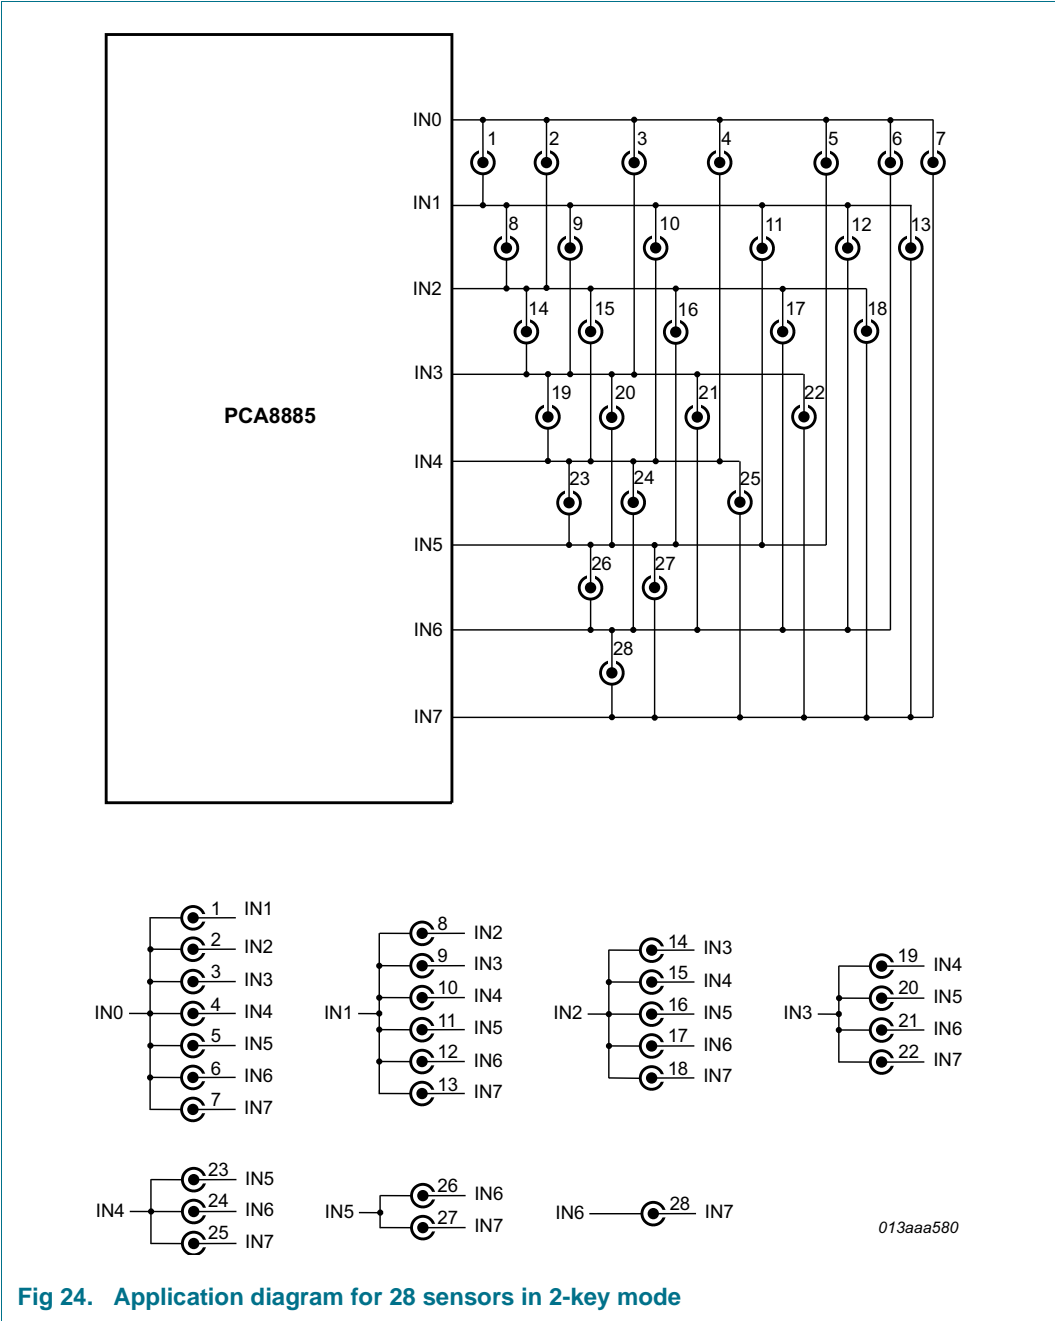 IN0
1 2 3 4 5 6 7
IN1
8 9 10 11 12 13
IN2
14 15 16 17 18
IN3
19 20 21 22
PCA8885
IN4
23 24 25
IN5
26 27
IN6
28
IN7
IN0
1 IN1
2 IN2
3 IN3
4 IN4
5 IN5
6 IN6
7 IN7
IN1
8 IN2
9 IN3
10 IN4
11 IN5
12 IN6
13 IN7
IN2
14 IN3
15 IN4
16 IN5
17 IN6
18 IN7
IN3
19 IN4
20 IN5
21 IN6
22 IN7
IN4
23 IN5
24 IN6
25 IN7
IN5
26 IN6
27 IN7
IN6
28 IN7
013aaa580
Fig 24. Application diagram for 28 sensors in 2-key mode